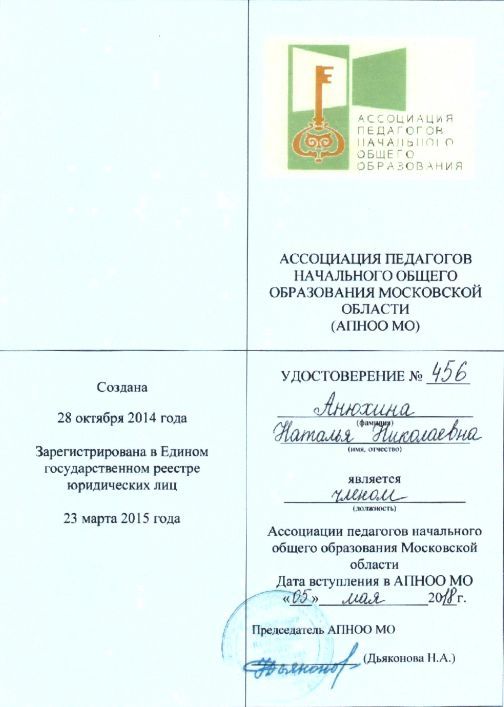 АССОЦИАЦИЯ
ПЕДАГОГОВ
НАЧАЛЬНОГО
ОБЩЕГО
ОБРАЗОВАНИЯ
АССОЦИАЦИЯ ПЕДАГОГОВ
НАЧАЛЬНОГО ОБЩЕГО
ОБРАЗОВАНИЯ МОСКОВСКОЙ
ОБЛАСТИ
(АПНОО МО)
Создана
28 октября 2014 года
Зарегистрирована в Едином
государственном реестре
юридических лиц
23 марта 2015 года
УДОСТОВЕРЕНИЕ № 456
Анюхина
(фамилия)
Наталья Николаевна
(имя, отчество)
является
членом
(должность)
Ассоциации педагогов начального
общего образования Московской
области
Дата вступления в АПНОО МО
«05» мая 2018г.
Председатель АПНОО МО
Дьяконов (Дьяконова Н.А.)